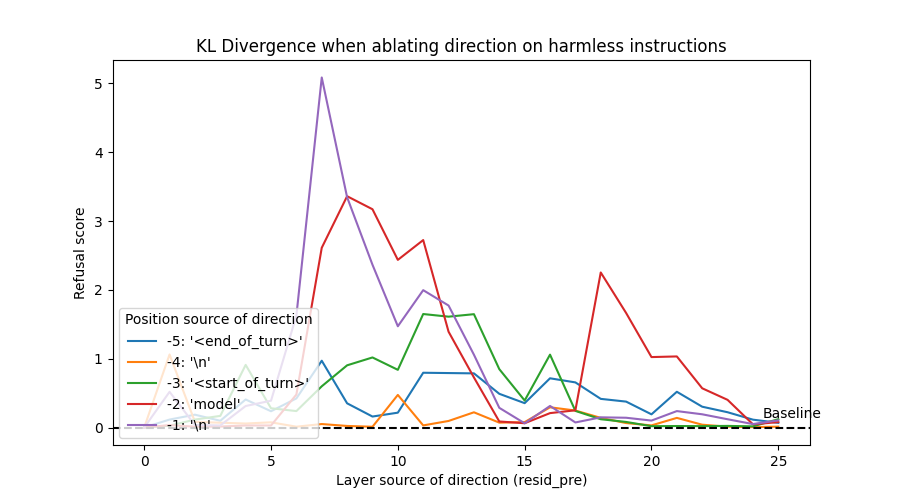 KL Divergence when ablating direction on harmless instructions
Refusal score
5
4
3
2
1
0
Position source of direction
-5: '<end_of_turn>'
-4: '\n'
-3: '<start_of_turn>'
-2: 'model'
-1: '\n'
Baseline
0 5 10 15 20 25
Layer source of direction (resid_pre)